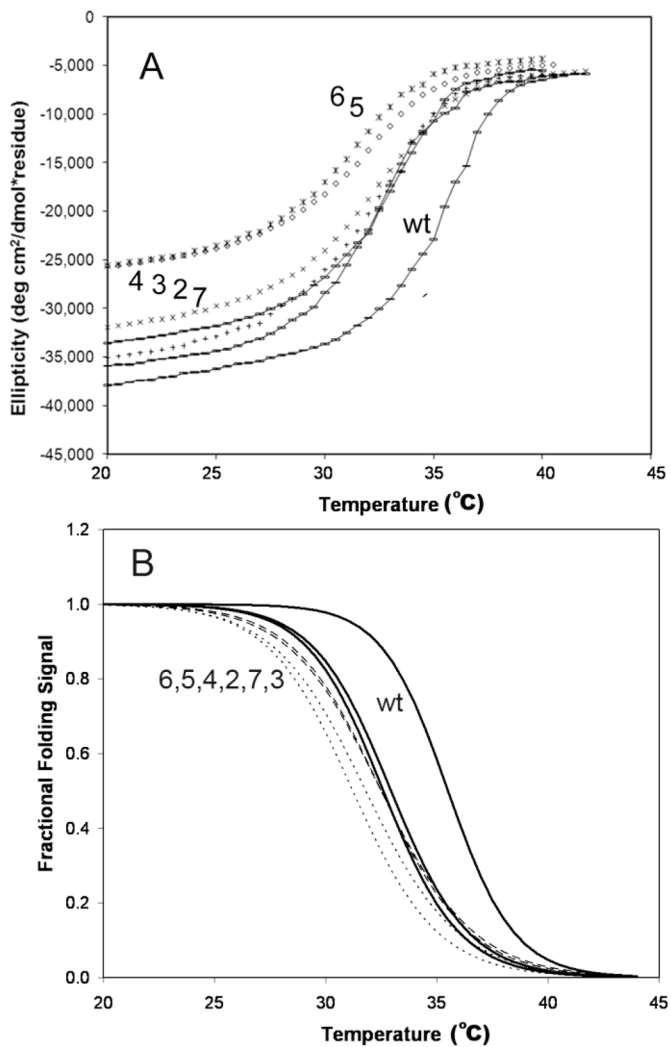 A
0
-5,000
-10,000
-15,000
-20,000
-25,000
-30,000
-35,000
-40,000
-45,000
Ellipticity (deg cm²/dmol*residue)
6 5
wt
4 3 2 7
20 25 30 35 40 45
Temperature (°C)
B
1.2
1.0
0.8
0.6
0.4
0.2
0.0
Fractional Folding Signal
6,5,4,2,7,3
wt
20 25 30 35 40 45
Temperature (°C)